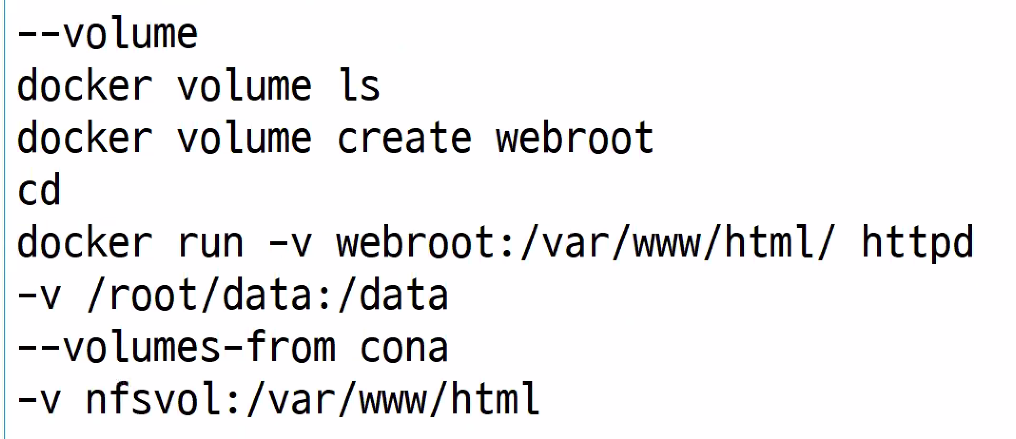 --volume
docker volume ls
docker volume create webroot
cd
docker run -v webroot:/var/www/html/ httpd
-v /root/data:/data
--volumes-from cona
-v nfsvol:/var/www/html